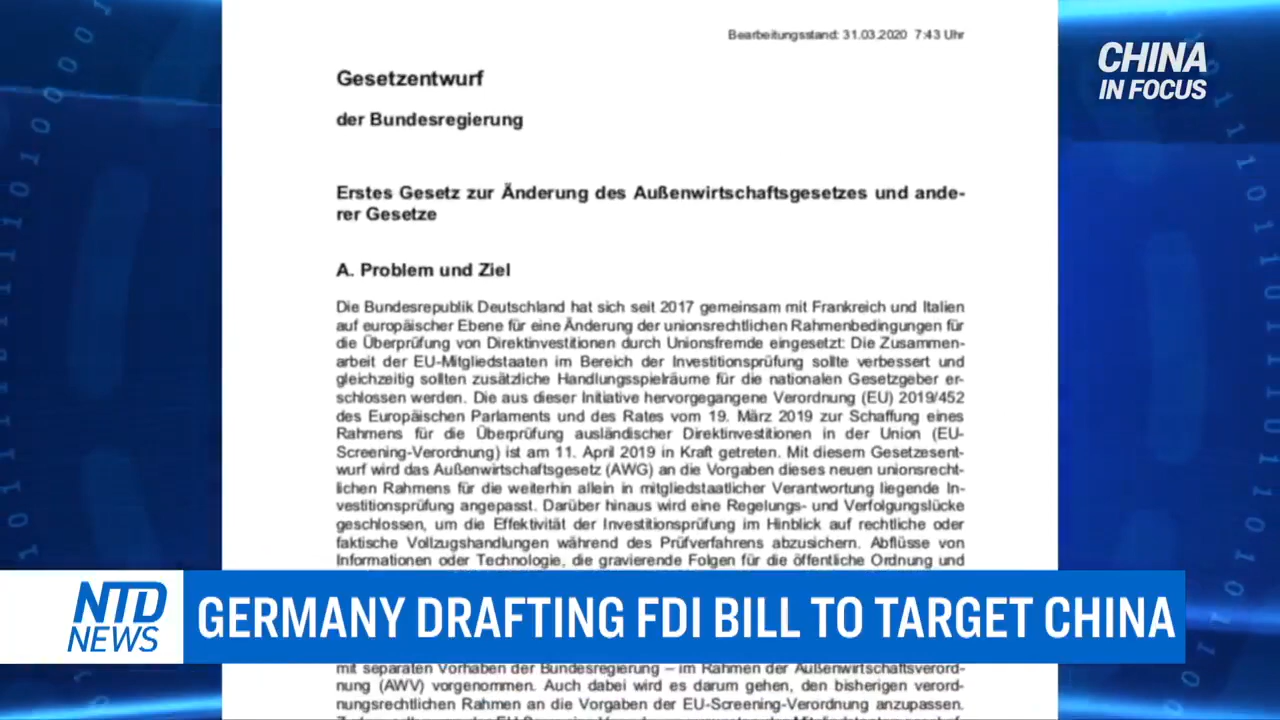 Bearbeitungsstand: 31.03.2020 7:43 Uhr
CHINA
IN FOCUS
Gesetzentwurf
der Bundesregierung
Erstes Gesetz zur Änderung des Außenwirtschaftsgesetzes und ande-
rer Gesetze
A. Problem und Ziel
Die Bundesrepublik Deutschland hat sich seit 2017 gemeinsam mit Frankreich und Italien
auf europäischer Ebene für eine Änderung der unionsrechtlichen Rahmenbedingungen für
die Überprüfung von Direktinvestitionen durch Unionsfremde eingesetzt: Die Zusammen-
arbeit der EU-Mitgliedstaaten im Bereich der Investitionsprüfung sollte verbessert und
gleichzeitig sollten zusätzliche Handlungsspielräume für die nationalen Gesetzgeber er-
schlossen werden. Die aus dieser Initiative hervorgegangene Verordnung (EU) 2019/452
des Europäischen Parlaments und des Rates vom 19. März 2019 zur Schaffung eines
Rahmens für die Überprüfung ausländischer Direktinvestitionen in der Union (EU-
Screening-Verordnung) ist am 11. April 2019 in Kraft getreten. Mit diesem Gesetzesent-
wurf wird das Außenwirtschaftsgesetz (AWG) an die Vorgaben dieses neuen unionsrecht-
lichen Rahmens für die weiterhin allein in mitgliedstaatlicher Verantwortung liegende In-
vestitionsprüfung angepasst. Darüber hinaus wird eine Regelungs- und Verfolgungslücke
geschlossen, um die Effektivität der Investitionsprüfung im Hinblick auf rechtliche oder
faktische Vollzugshandlungen während des Prüfverfahrens abzusichern. Abflüsse von
Informationen oder Technologie, die gravierende Folgen für die öffentliche Ordnung und
NTD
NEWS
GERMANY DRAFTING FDI BILL TO TARGET CHINA
mit separaten Vorhaben der Bundesregierung – im Rahmen der Außenwirtschaftsverord-
nung (AWV) vorgenommen. Auch dabei wird es darum gehen, den bisherigen verord-
nungsrechtlichen Rahmen an die Vorgaben der EU-Screening-Verordnung anzupassen.